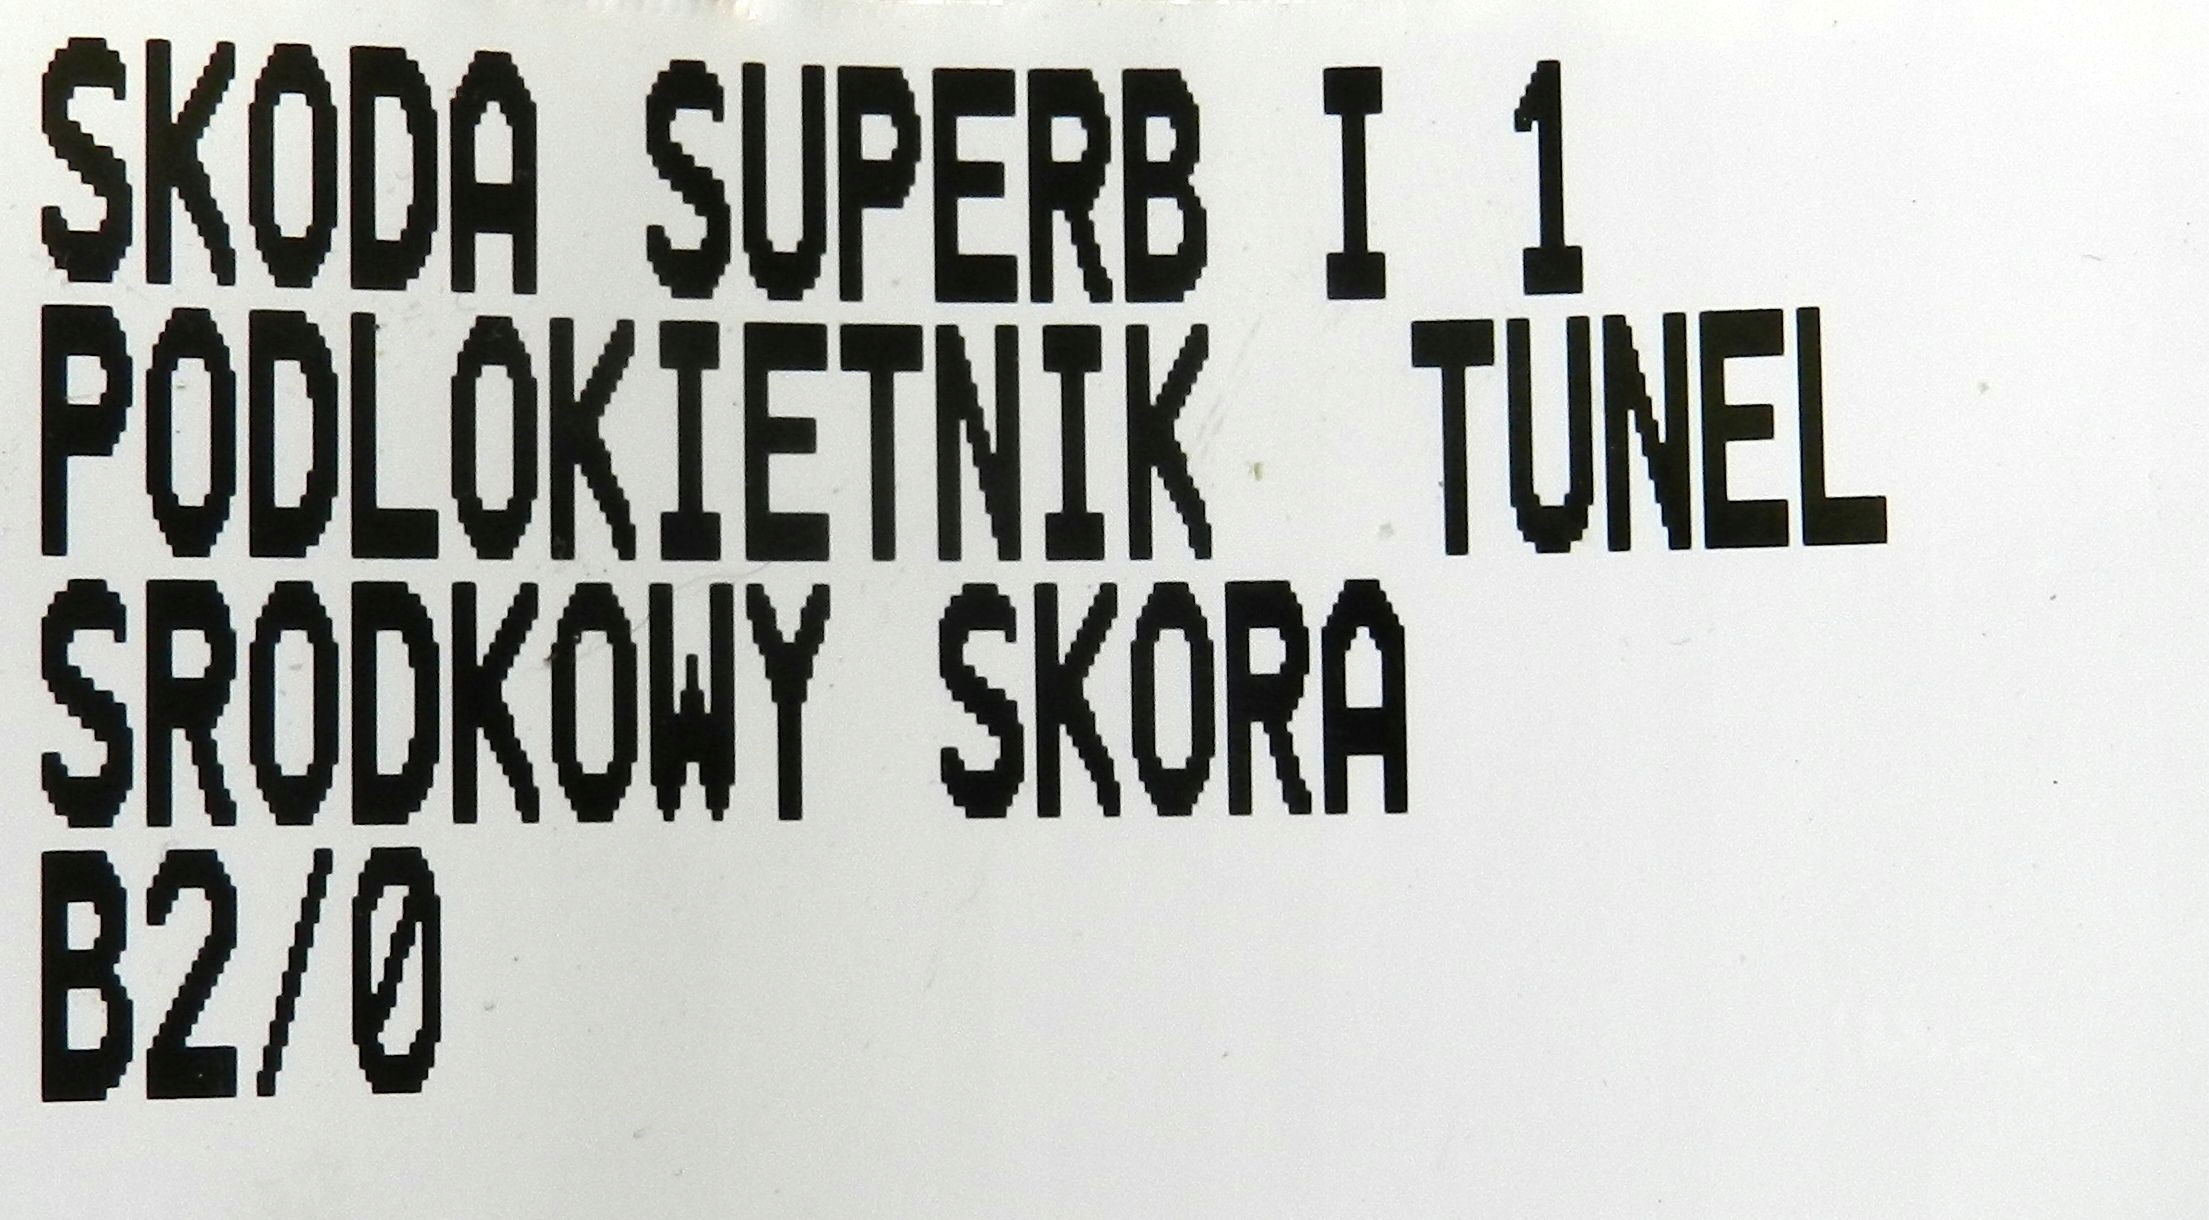 SKODA SUPERB I 1
PODLOKIETNIK TUNEL
SRODKOWY SKORA
B2/0